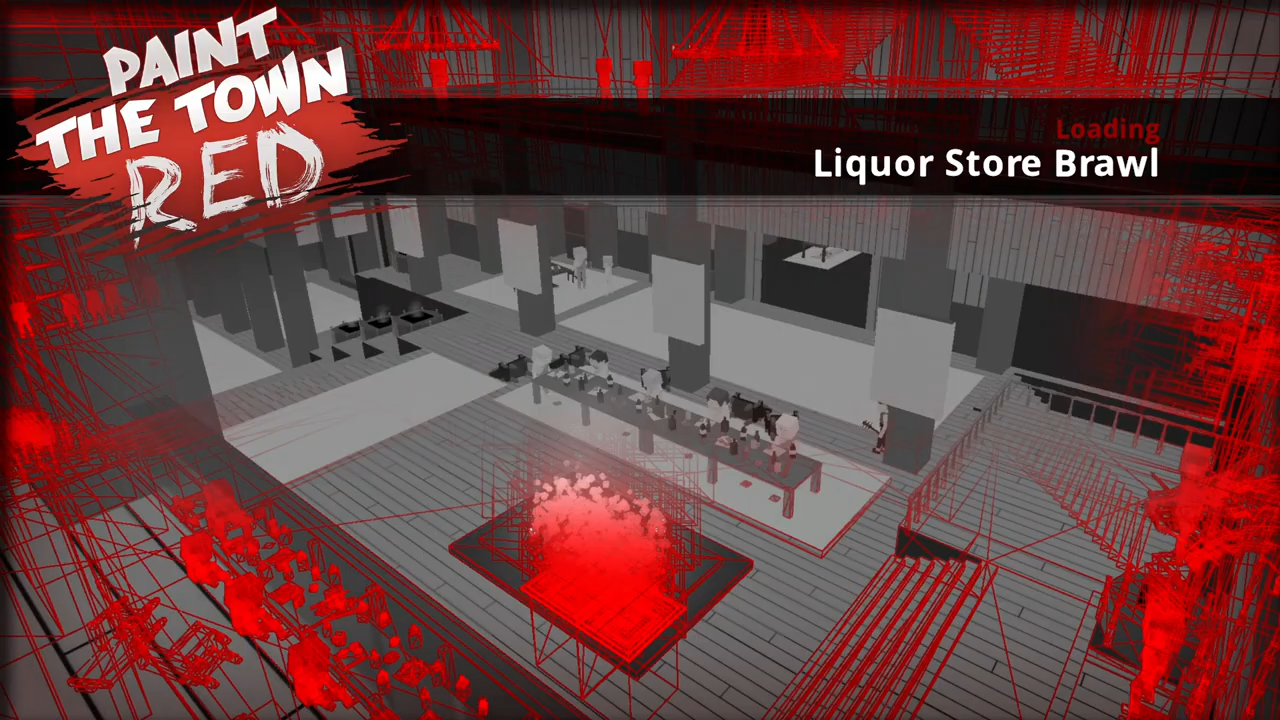 PAINT
THE TOWN
RED
Loading
Liquor Store Brawl